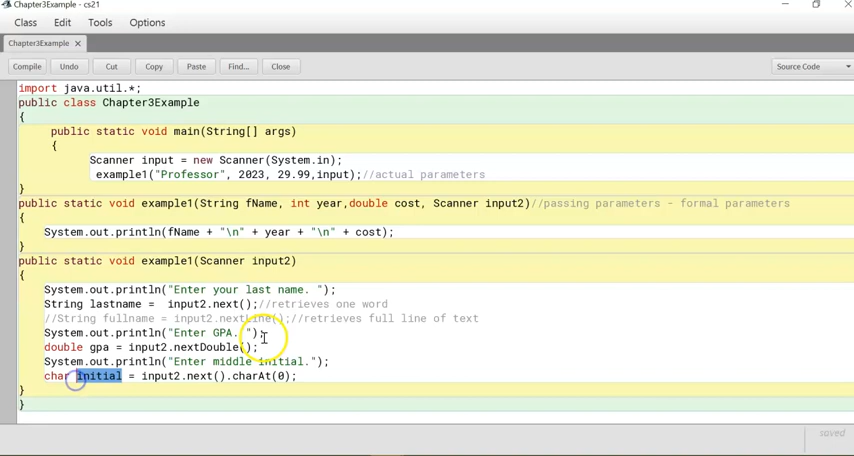 Chapter3Example - cs21
Class Edit Tools Options
Chapter3Example ×
Compile Undo Cut Copy Paste Find... Close Source Code
import java.util.*;
public class Chapter3Example
{
public static void main(String[] args)
{
Scanner input = new Scanner(System.in);
example1("Professor", 2023, 29.99,input);//actual parameters
}
public static void example1(String fName, int year,double cost, Scanner input2)//passing parameters - formal parameters
{
System.out.println(fName + "\n" + year + "\n" + cost);
}
public static void example1(Scanner input2)
{
System.out.println("Enter your last name. ");
String lastname = input2.next();//retrieves one word
//String fullname = input2.nextLine();//retrieves full line of text
System.out.println("Enter GPA. ");
double gpa = input2.nextDouble();
System.out.println("Enter middle initial.");
char initial = input2.next().charAt(0);
}
}
saved